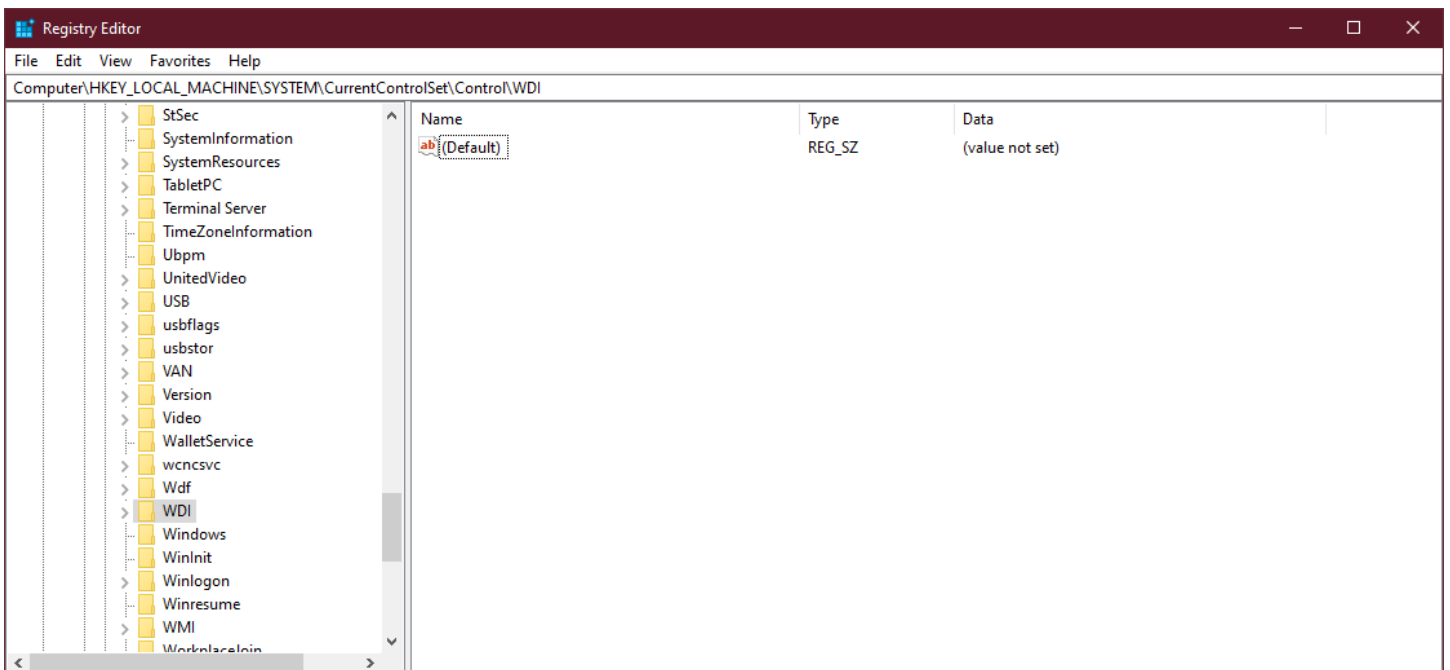 Registry Editor
File Edit View Favorites Help
Computer\HKEY_LOCAL_MACHINE\SYSTEM\CurrentControlSet\Control\WDI
StSec
SystemInformation
SystemResources
TabletPC
Terminal Server
TimeZoneInformation
Ubpm
UnitedVideo
USB
usbflags
usbstor
VAN
Version
Video
WalletService
wcncsvc
Wdf
WDI
Windows
WinInit
Winlogon
Winresume
WMI
WorkplaceJoin
Name Type Data
ab (Default) REG_SZ (value not set)